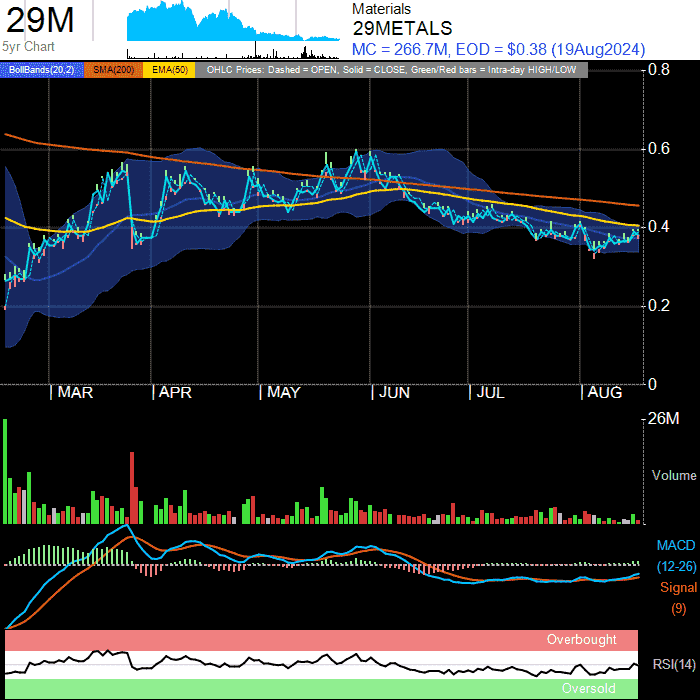 29M
5yr Chart
Materials
29METALS
MC = 266.7M, EOD = $0.38 (19Aug2024)
BollBands(20,2) SMA(200) EMA(50) OHLC Prices: Dashed = OPEN, Solid = CLOSE, Green/Red bars = Intra-day HIGH/LOW
0.8
0.6
0.4
0.2
0
MAR APR MAY JUN JUL AUG
26M
Volume
MACD
(12-26)
Signal
(9)
Overbought
RSI(14)
Oversold